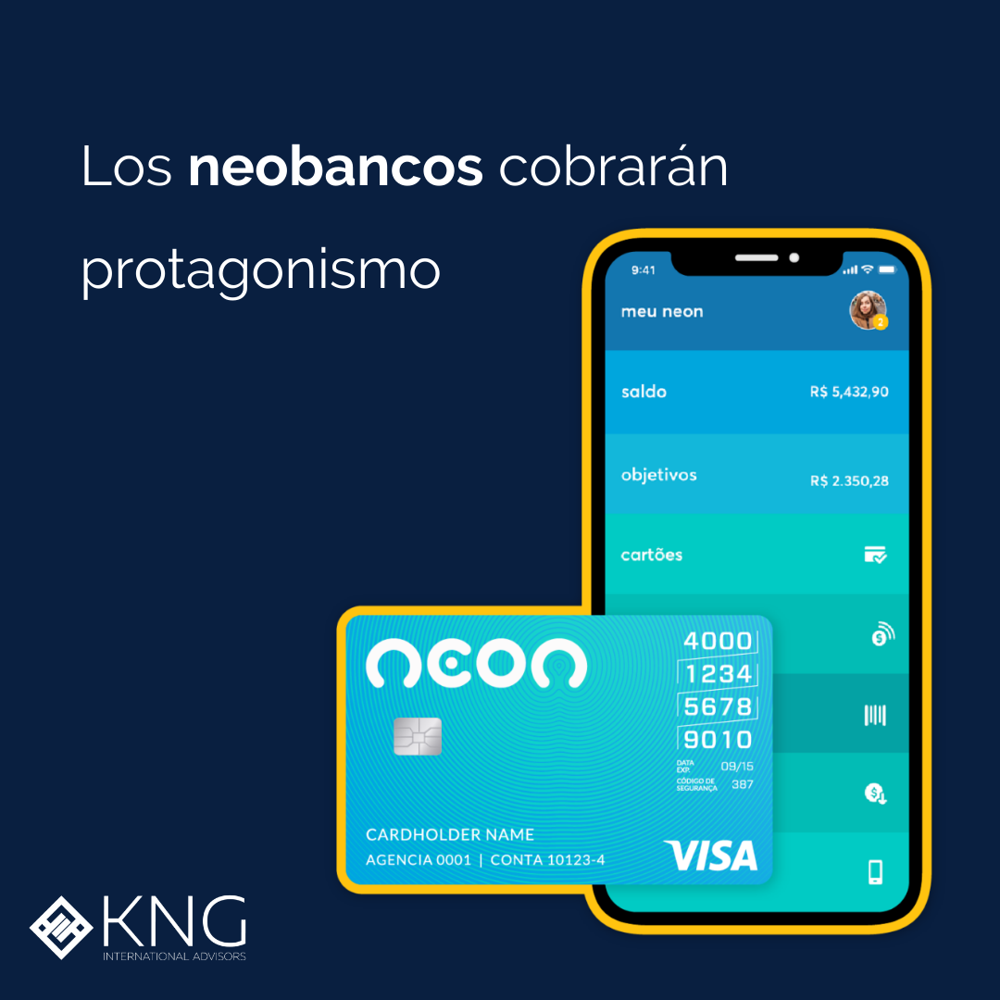 Los neobancos cobrarán
protagonismo
9:41
meu neon
2
saldo R$ 5,432,90
objetivos R$ 2.350,28
cartões
neon
4000
1234
5678
9010
DATA EXP. 09/15
CÓDIGO DE SEGURANÇA 387
CARDHOLDER NAME
AGENCIA 0001 | CONTA 10123-4
VISA
KNG
INTERNATIONAL ADVISORS